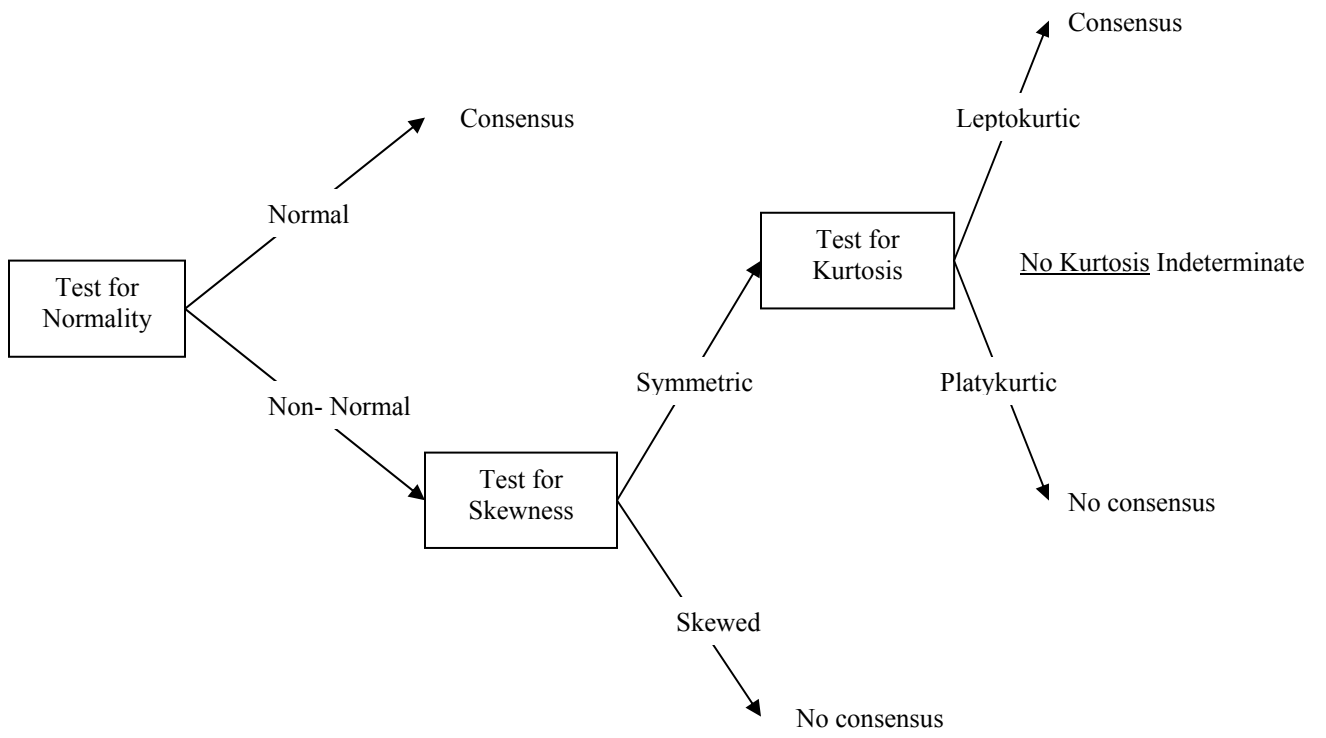 Consensus
Consensus
Leptokurtic
Normal
Test for
Kurtosis
No Kurtosis Indeterminate
Test for
Normality
Symmetric
Platykurtic
Non- Normal
Test for
Skewness
No consensus
Skewed
No consensus